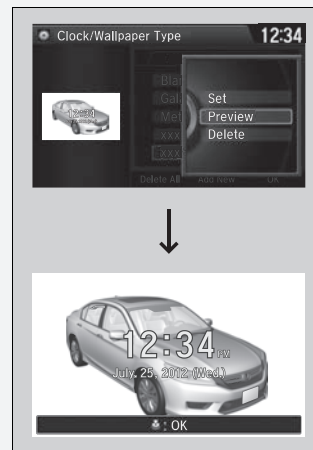 Clock/Wallpaper Type 12:34
12:34
Blan
Gal
Met
xxx
xxx
Set
Preview
Delete
Delete All Add New OK
12:34 PM
July. 25, 2012 (Wed.)
: OK